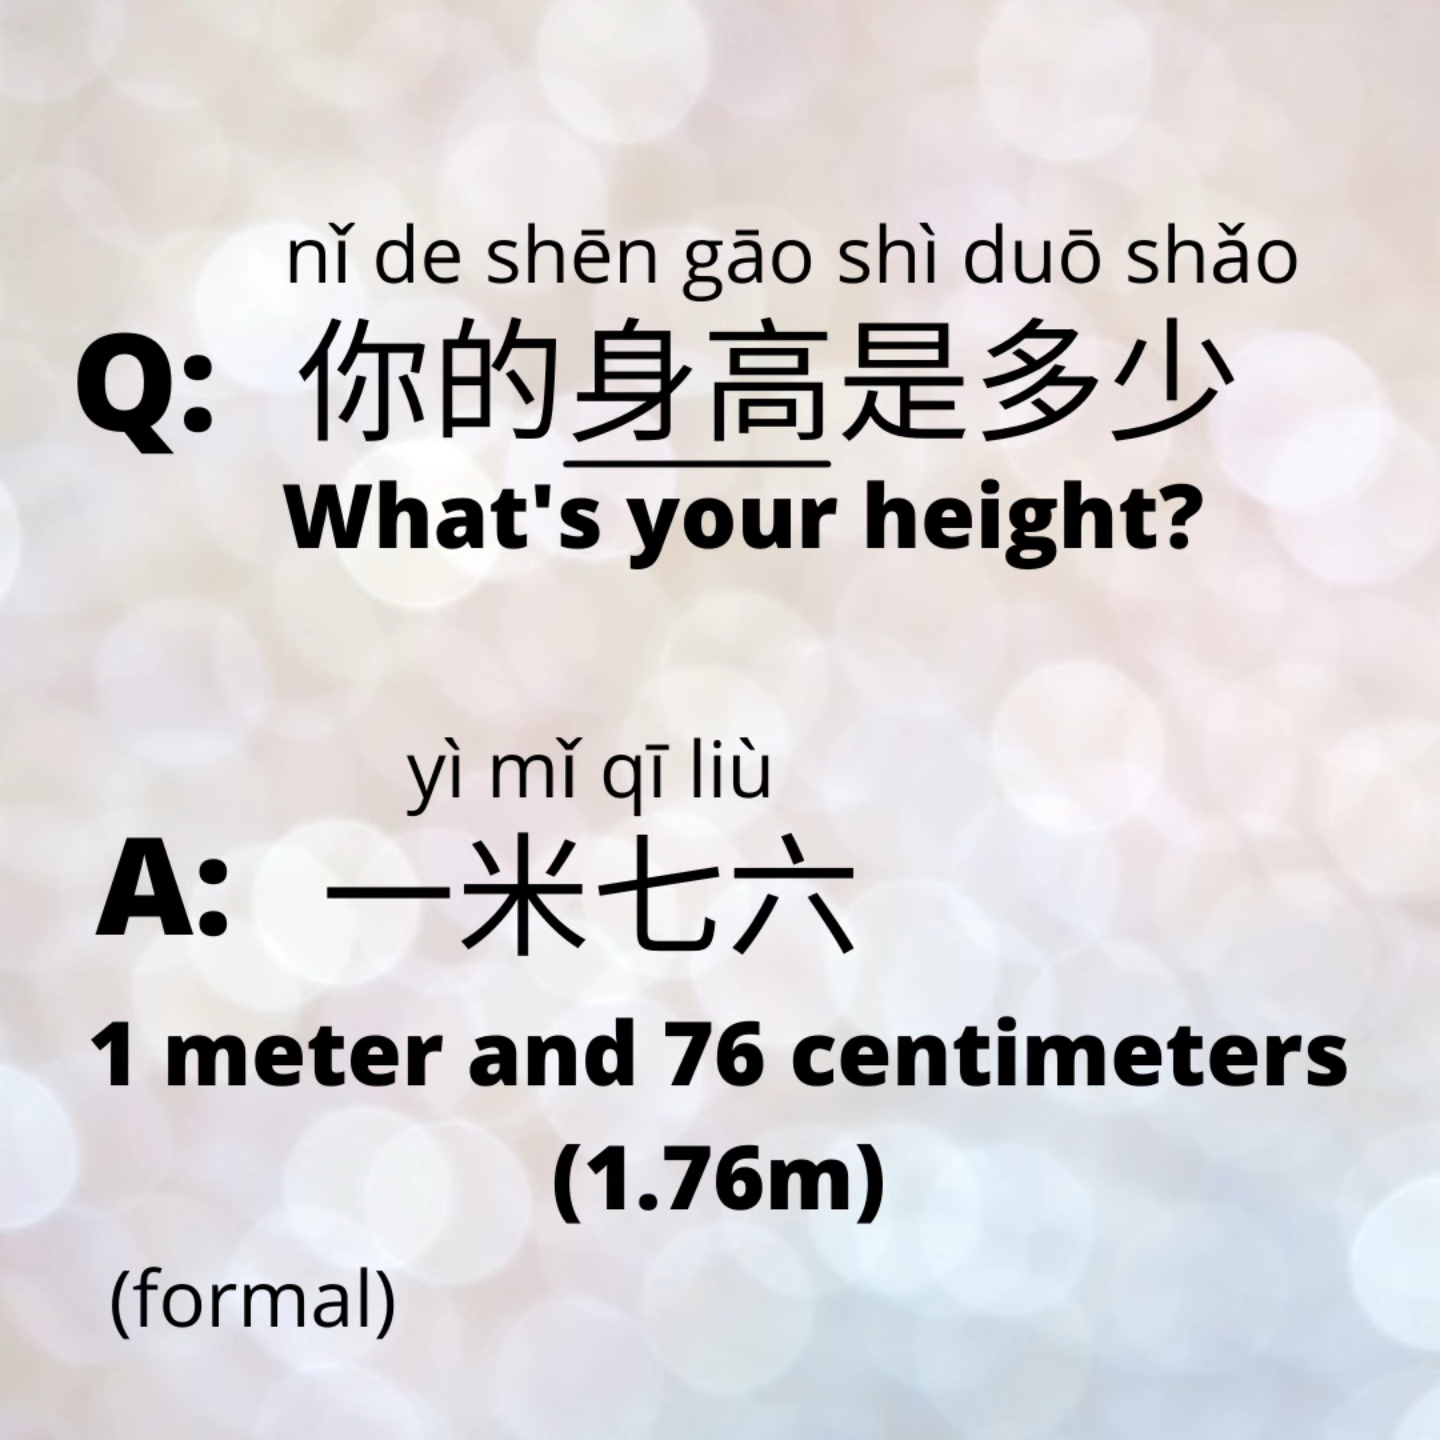 nǐ de shēn gāo shì duō shǎo
Q: 你的身高是多少
What's your height?
yì mǐ qī liù
A: 一米七六
1 meter and 76 centimeters
(1.76m)
(formal)